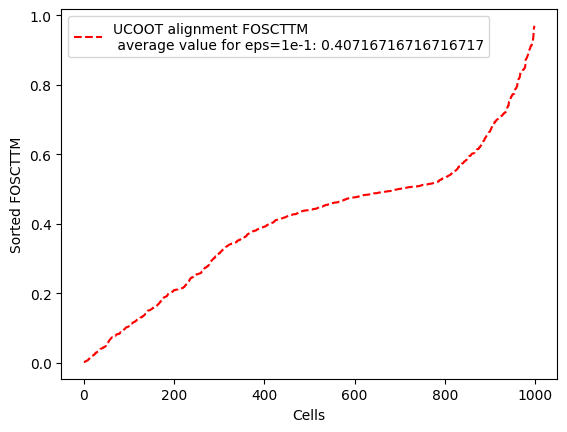 UCOOT alignment FOSCTTM
average value for eps=1e-1: 0.40716716716716717
1.0
0.8
0.6
0.4
0.2
0.0
Sorted FOSCTTM
0 200 400 600 800 1000
Cells